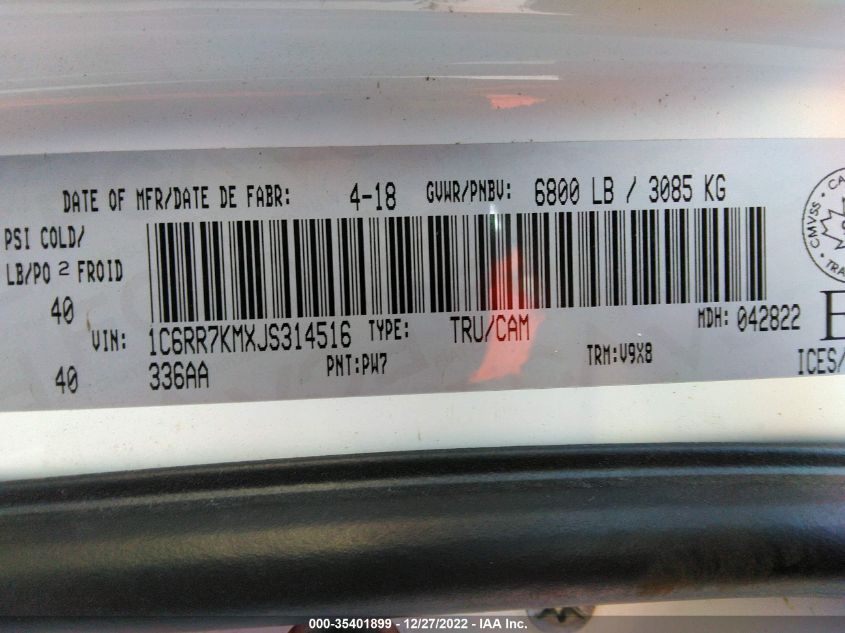 DATE OF MFR/DATE DE FABR: 4-18 GVWR/PNBV: 6800 LB / 3085 KG
PSI COLD/
LB/PO 2 FROID
40
VIN: 1C6RR7KMXJS314516 TYPE: TRU/CAM MDH: 042822
40
336AA PNT:PW7 TRM:V9X8
ICES/
CMVSS
000-35401899 - 12/27/2022 - IAA Inc.